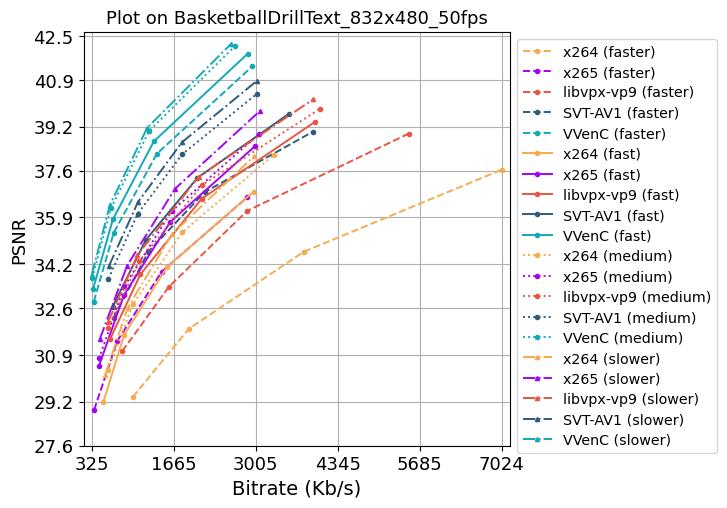 Plot on BasketballDrillText_832x480_50fps
PSNR
42.5
40.9
39.2
37.6
35.9
34.2
32.6
30.9
29.2
27.6
325 1665 3005 4345 5685 7024
Bitrate (Kb/s)
x264 (faster)
x265 (faster)
libvpx-vp9 (faster)
SVT-AV1 (faster)
VVenC (faster)
x264 (fast)
x265 (fast)
libvpx-vp9 (fast)
SVT-AV1 (fast)
VVenC (fast)
x264 (medium)
x265 (medium)
libvpx-vp9 (medium)
SVT-AV1 (medium)
VVenC (medium)
x264 (slower)
x265 (slower)
libvpx-vp9 (slower)
SVT-AV1 (slower)
VVenC (slower)